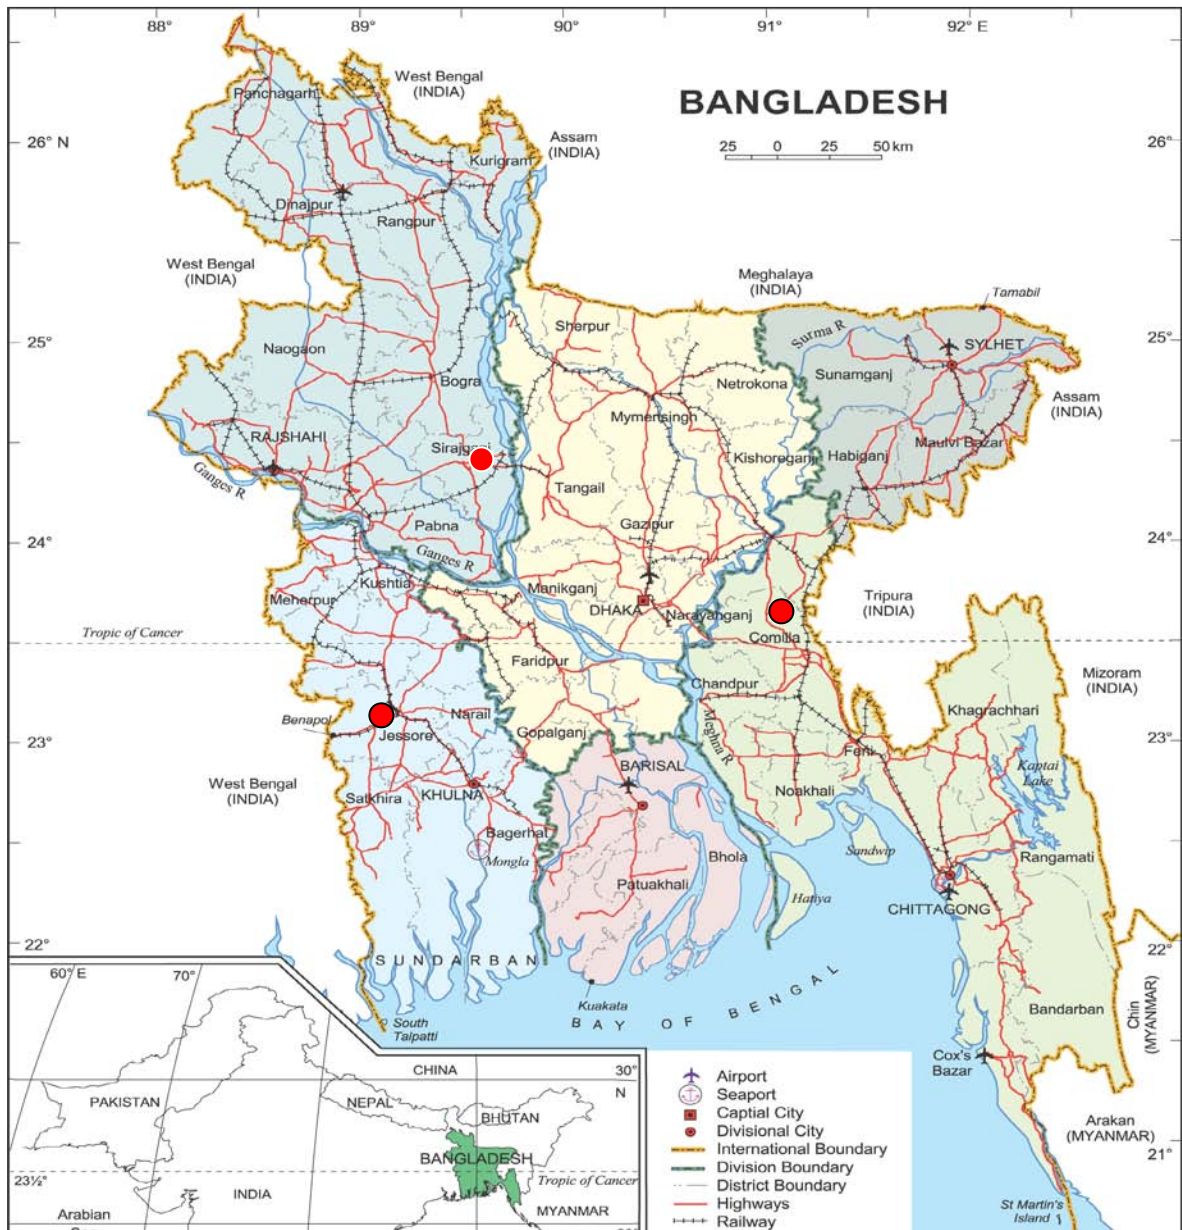 88° 89° 90° 91° 92° E
West Bengal
(INDIA)
BANGLADESH
Panchagarh
25 0 25 50 km
26° N
Assam
(INDIA)
26°
Kurigram
Dinajpur
Rangpur
West Bengal
(INDIA)
Meghalaya
(INDIA)
Tamabil
Sherpur
Surma R
25°
Naogaon
SYLHET
25°
Bogra
Netrokona
Sunamganj
Mymensingh
Assam
(INDIA)
RAJSHAHI
Sirajganj
Kishoreganj
Habiganj
Maulvi Bazar
Ganges R
Tangail
Pabna
Gazipur
24°
Ganges R
24°
Kushtia
Manikganj
Meherpur
DHAKA
Narayanganj
Tripura
(INDIA)
Tropic of Cancer
Comilla
Faridpur
Mizoram
(INDIA)
Chandpur
Benapol
Narail
Khagrachhari
Jessore
Gopalganj
Meghna R
23°
Feni
23°
West Bengal
(INDIA)
BARISAL
Kaptai
Lake
Satkhira
KHULNA
Noakhali
Bagerhat
Mongla
Bhola
Sandwip
Rangamati
Patuakhali
Hatiya
CHITTAGONG
22°
SUNDARBAN
22°
Kuakata
BAY OF BENGAL
Bandarban
Chin
(MYANMAR)
South
Talpatti
Cox's
Bazar
60° E 70°
CHINA
30°
N
PAKISTAN
NEPAL
BHUTAN
BANGLADESH
23½°
Tropic of Cancer
INDIA
MYANMAR
Arabian
Airport
Seaport
Captial City
Divisional City
International Boundary
Division Boundary
District Boundary
Highways
Railway
Arakan
(MYANMAR)
21°
St Martin's
Island